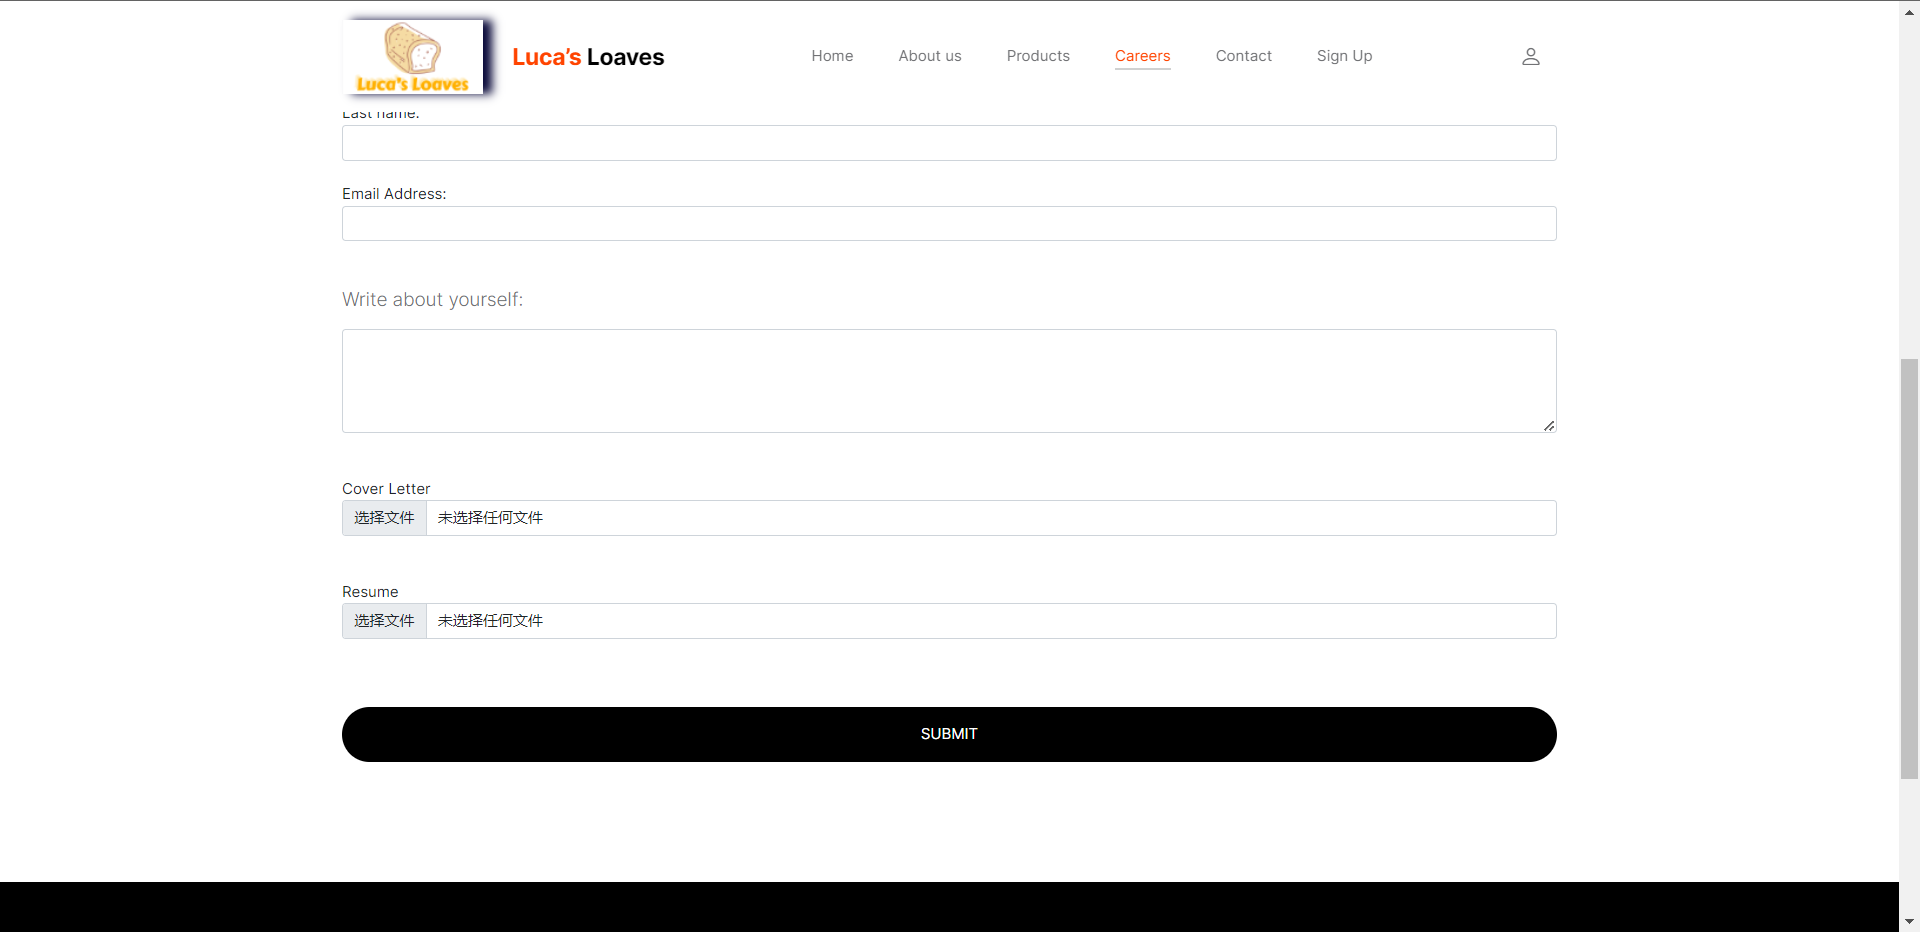 Luca's Loaves
Luca’s Loaves
Home
About us
Products
Careers
Contact
Sign Up
Last name:
Email Address:
Write about yourself:
Cover Letter
选择文件 未选择任何文件
Resume
选择文件 未选择任何文件
SUBMIT